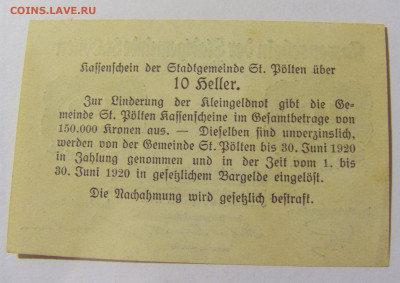 COINS.LAVE.RU
Kassenschein der Stadtgemeinde St. Pölten über
10 Heller.
Zur Linderung der Kleingeldnot gibt die Ge-
meinde St. Pölten Kassenscheine im Gesamtbetrage von
150.000 Kronen aus. — Dieselben sind unverzinslich,
werden von der Gemeinde St. Pölten bis 30. Juni 1920
in Zahlung genommen und in der Zeit vom 1. bis
30. Juni 1920 in gesetzlichem Bargelde eingelöst.
Die Nachahmung wird gesetzlich bestraft.